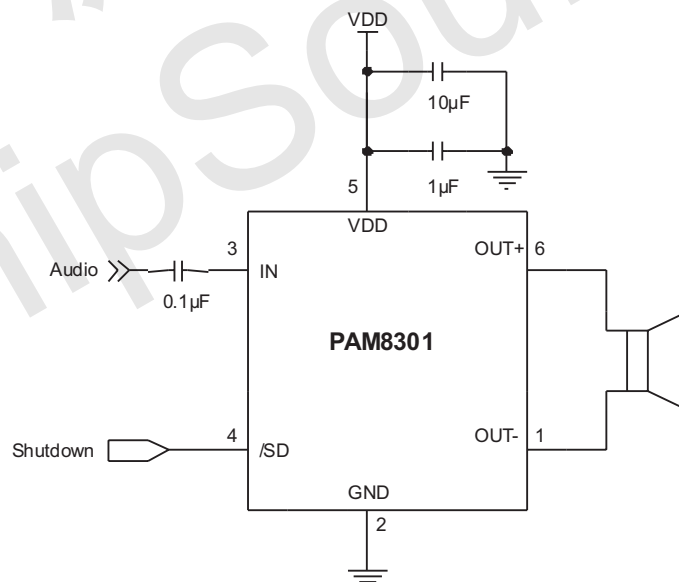 VDD
10µF
1µF
5
VDD
3
OUT+ 6
Audio
IN
0.1µF
PAM8301
4
Shutdown
/SD
OUT- 1
GND
2